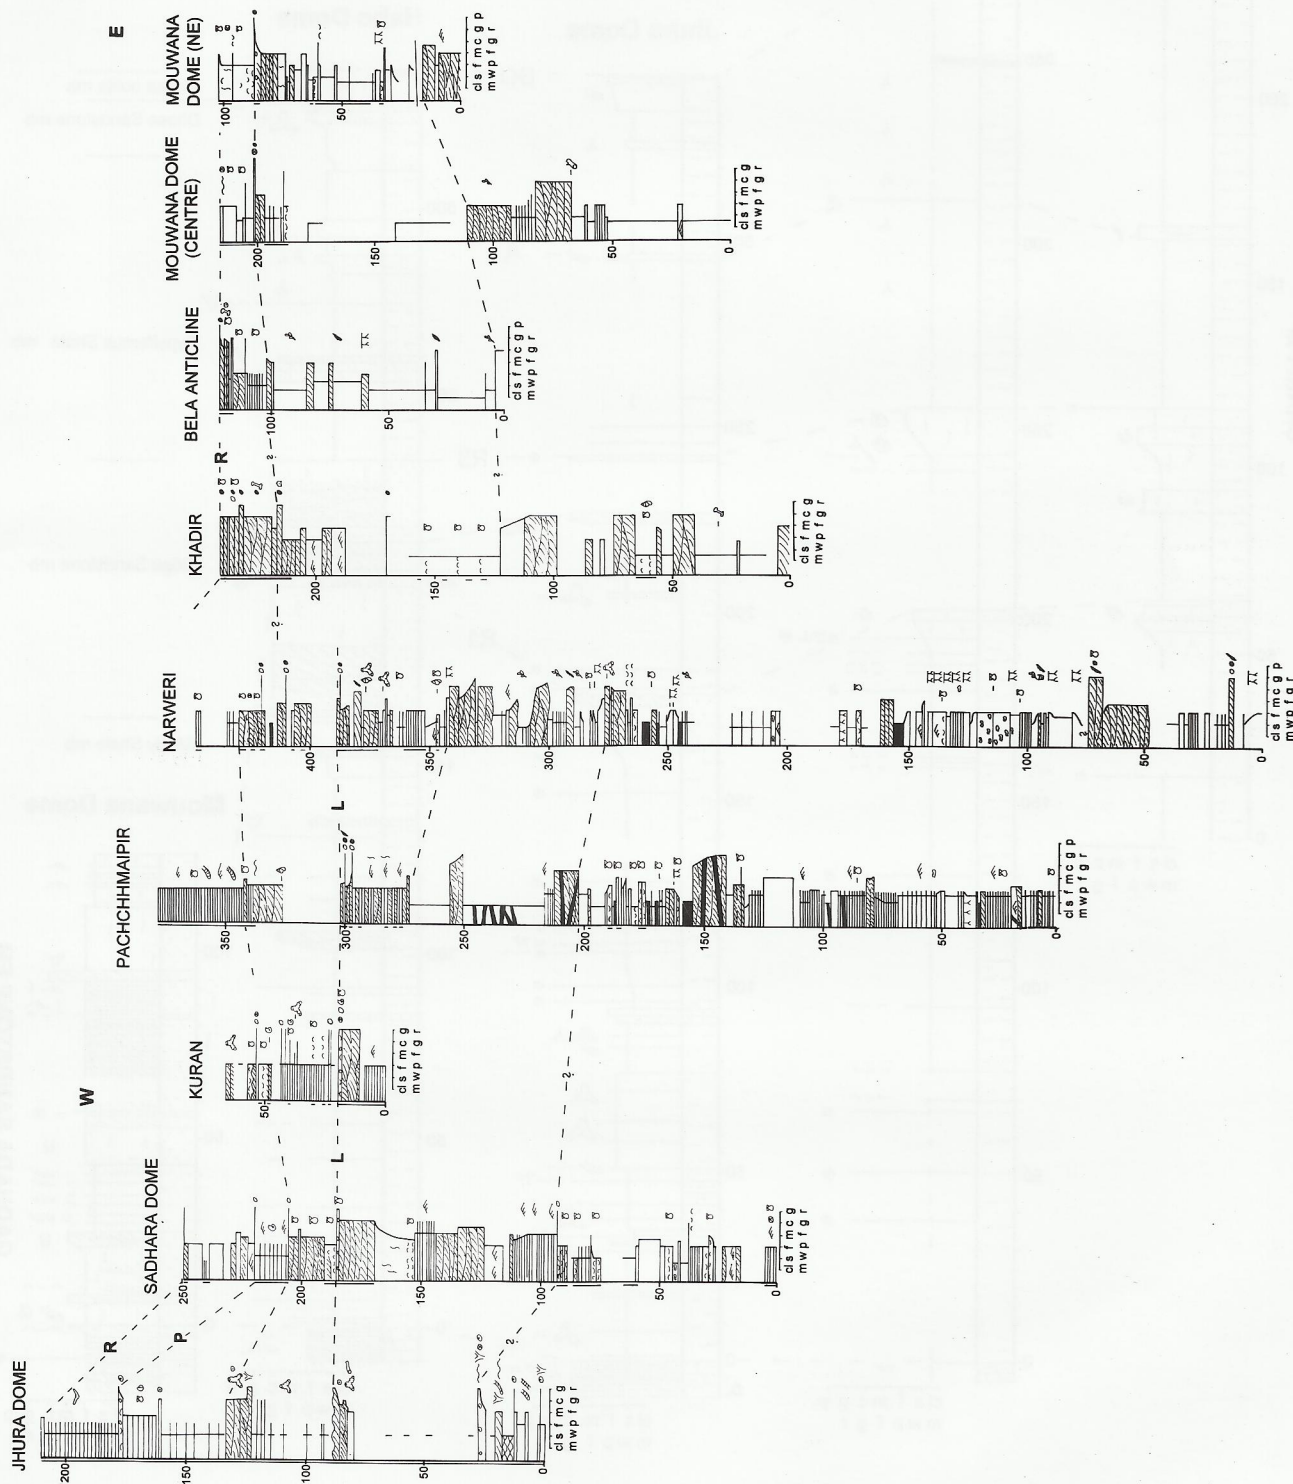 W
E
JHURA DOME
200
150
100
50
0
cl s f m c g
m w p f g r
R
P
?
SADHARA DOME
250
200
150
100
50
0
cl s f m c g
m w p f g r
L
?
KURAN
50
0
cl s f m c g
m w p f g r
PACHCHMAIPIR
350
300
250
200
150
100
50
0
cl s f m c g p
m w p f g r
L
NARWERI
400
350
300
250
200
150
100
50
0
cl s f m c g p
m w p f g r
?
?
KHADIR
200
150
100
50
0
cl s f m c g
m w p f g r
R
?
?
BELA ANTICLINE
100
50
0
cl s f m c g p
m w p f g r
MOUWANA DOME
(CENTRE)
200
150
100
50
0
cl s f m c g
m w p f g r
MOUWANA
DOME (NE)
100
50
0
cl s f m c g p
m w p f g r